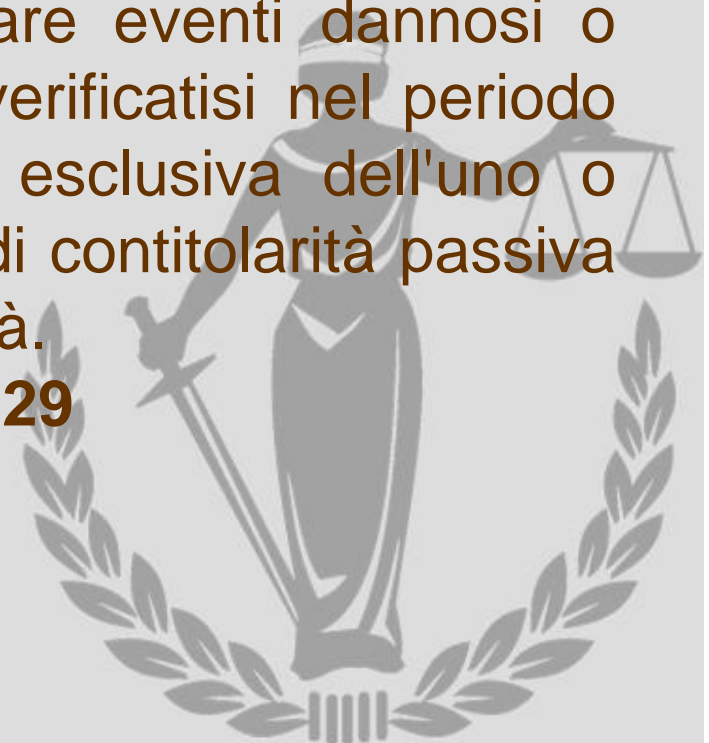 are eventi dannosi o
verificatisi nel periodo
esclusiva dell'uno o
di contitolarità passiva
à.
29